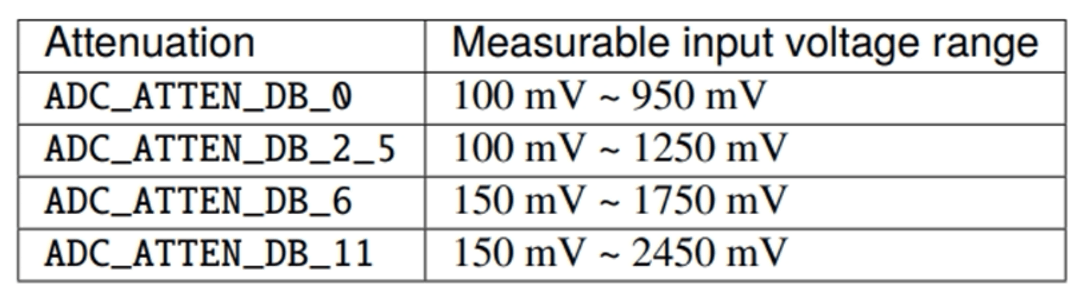 Attenuation Measurable input voltage range
ADC_ATTEN_DB_0 100 mV ~ 950 mV
ADC_ATTEN_DB_2_5 100 mV ~ 1250 mV
ADC_ATTEN_DB_6 150 mV ~ 1750 mV
ADC_ATTEN_DB_11 150 mV ~ 2450 mV